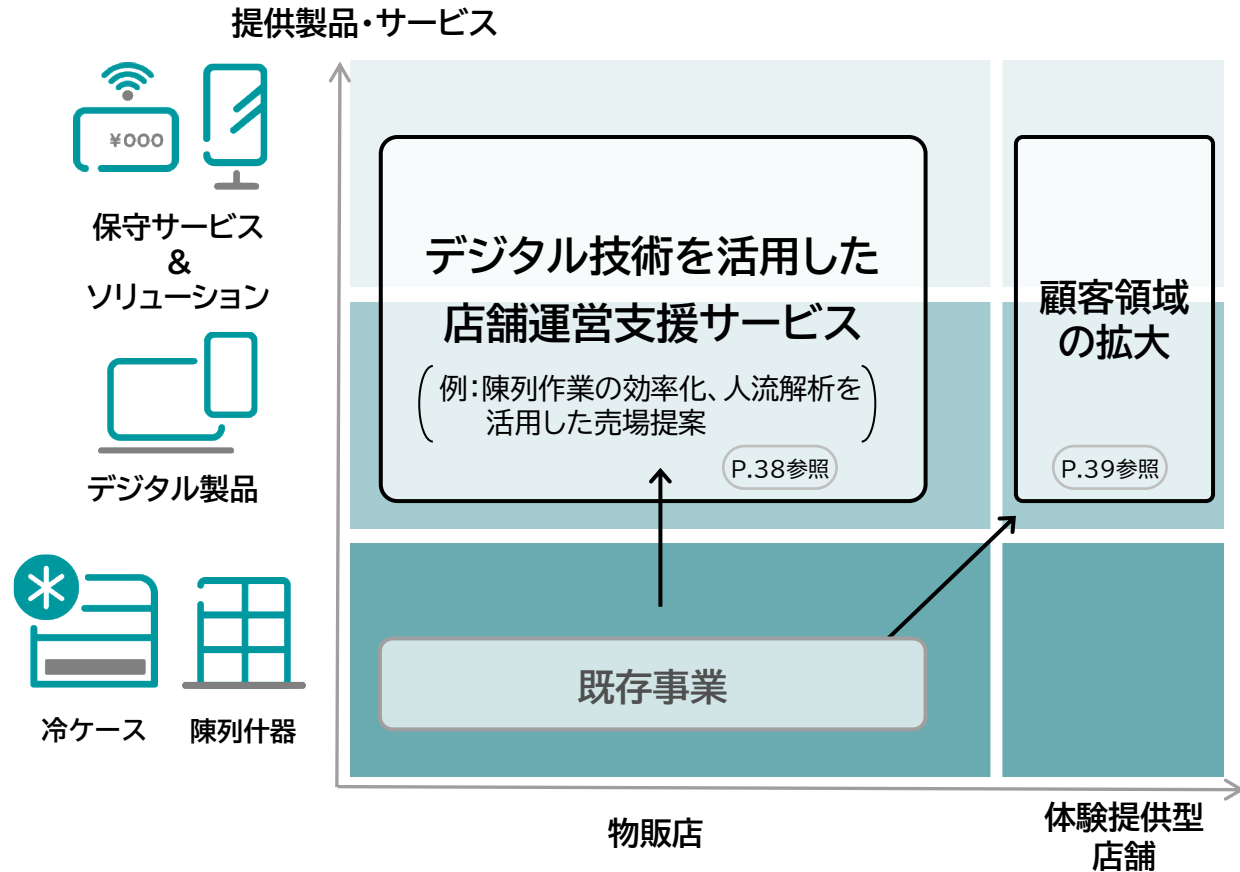 提供製品・サービス
¥000
保守サービス
&
ソリューション
デジタル製品
冷ケース
陳列什器
デジタル技術を活用した
店舗運営支援サービス
例：陳列作業の効率化、人流解析を
活用した売場提案
P.38参照
顧客領域
の拡大
P.39参照
既存事業
物販店
体験提供型
店舗